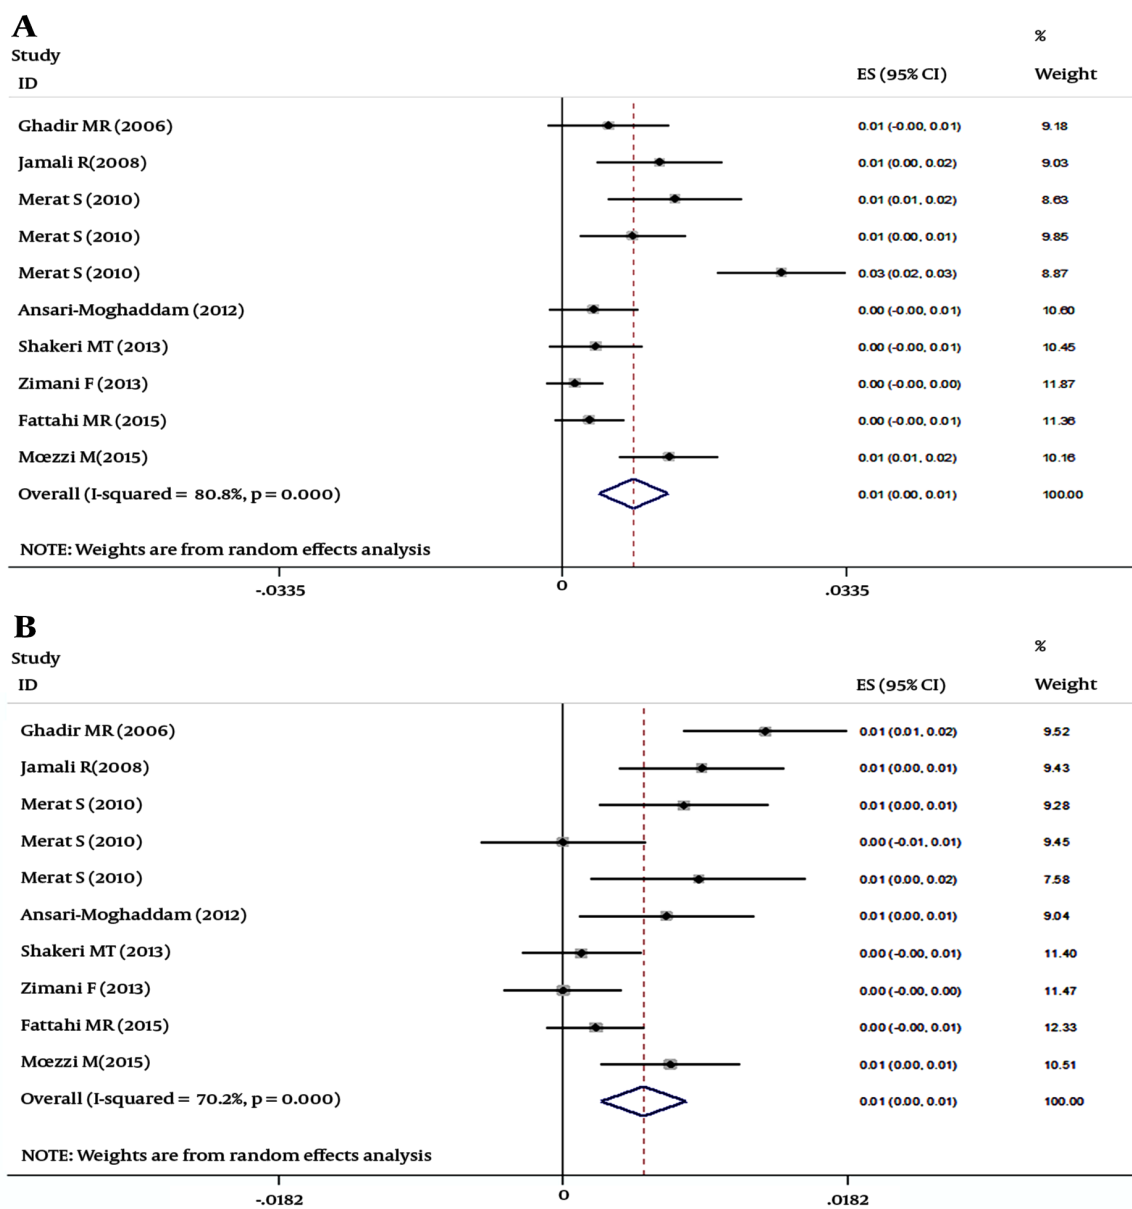 A
Study
%
ID
ES (95% CI)
Weight
Ghadir MR (2006) 0.01 (-0.00, 0.01) 9.18
Jamali R(2008) 0.01 (0.00, 0.02) 9.03
Merat S (2010) 0.01 (0.01, 0.02) 8.63
Merat S (2010) 0.01 (0.00, 0.01) 9.85
Merat S (2010) 0.03 (0.02, 0.03) 8.87
Ansari-Moghaddam (2012) 0.00 (-0.00, 0.01) 10.60
Shakeri MT (2013) 0.00 (-0.00, 0.01) 10.45
Zimani F (2013) 0.00 (-0.00, 0.00) 11.87
Fattahi MR (2015) 0.00 (-0.00, 0.01) 11.36
Mœzzi M(2015) 0.01 (0.01, 0.02) 10.16
Overall (I-squared = 80.8%, p = 0.000) 0.01 (0.00, 0.01) 100.00
NOTE: Weights are from random effects analysis
-.0335 0 .0335
B
Study
%
ID
ES (95% CI)
Weight
Ghadir MR (2006) 0.01 (0.01, 0.02) 9.52
Jamali R(2008) 0.01 (0.00, 0.01) 9.43
Merat S (2010) 0.01 (0.00, 0.01) 9.28
Merat S (2010) 0.00 (-0.01, 0.01) 9.45
Merat S (2010) 0.01 (0.00, 0.02) 7.58
Ansari-Moghaddam (2012) 0.01 (0.00, 0.01) 9.04
Shakeri MT (2013) 0.00 (-0.00, 0.01) 11.40
Zimani F (2013) 0.00 (-0.00, 0.00) 11.47
Fattahi MR (2015) 0.00 (-0.00, 0.01) 12.33
Mœzzi M(2015) 0.01 (0.00, 0.01) 10.51
Overall (I-squared = 70.2%, p = 0.000) 0.01 (0.00, 0.01) 100.00
NOTE: Weights are from random effects analysis
-.0182 0 .0182